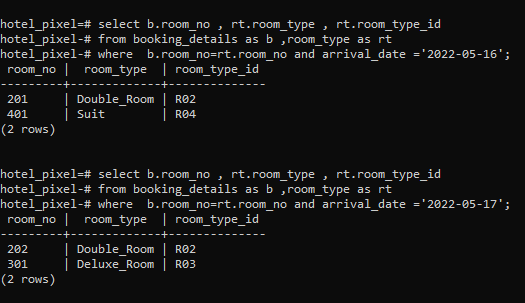 hotel_pixel=# select b.room_no , rt.room_type , rt.room_type_id
hotel_pixel-# from booking_details as b ,room_type as rt
hotel_pixel-# where  b.room_no=rt.room_no and arrival_date ='2022-05-16';
 room_no |  room_type  | room_type_id
---------+-------------+--------------
 201     | Double_Room | R02
 401     | Suit        | R04
(2 rows)
hotel_pixel=# select b.room_no , rt.room_type , rt.room_type_id
hotel_pixel-# from booking_details as b ,room_type as rt
hotel_pixel-# where  b.room_no=rt.room_no and arrival_date ='2022-05-17';
 room_no |  room_type  | room_type_id
---------+-------------+--------------
 202     | Double_Room | R02
 301     | Deluxe_Room | R03
(2 rows)